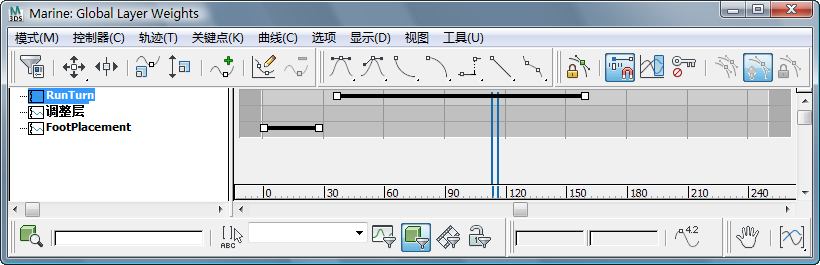 M
3DS
Marine: Global Layer Weights
模式(M) 控制器(C) 轨迹(T) 关键点(K) 曲线(C) 选项 显示(D) 视图 工具(U)
RunTurn
调整层
FootPlacement
0 30 60 90 120 150 180 210 240
[ ]
ABC
4.2